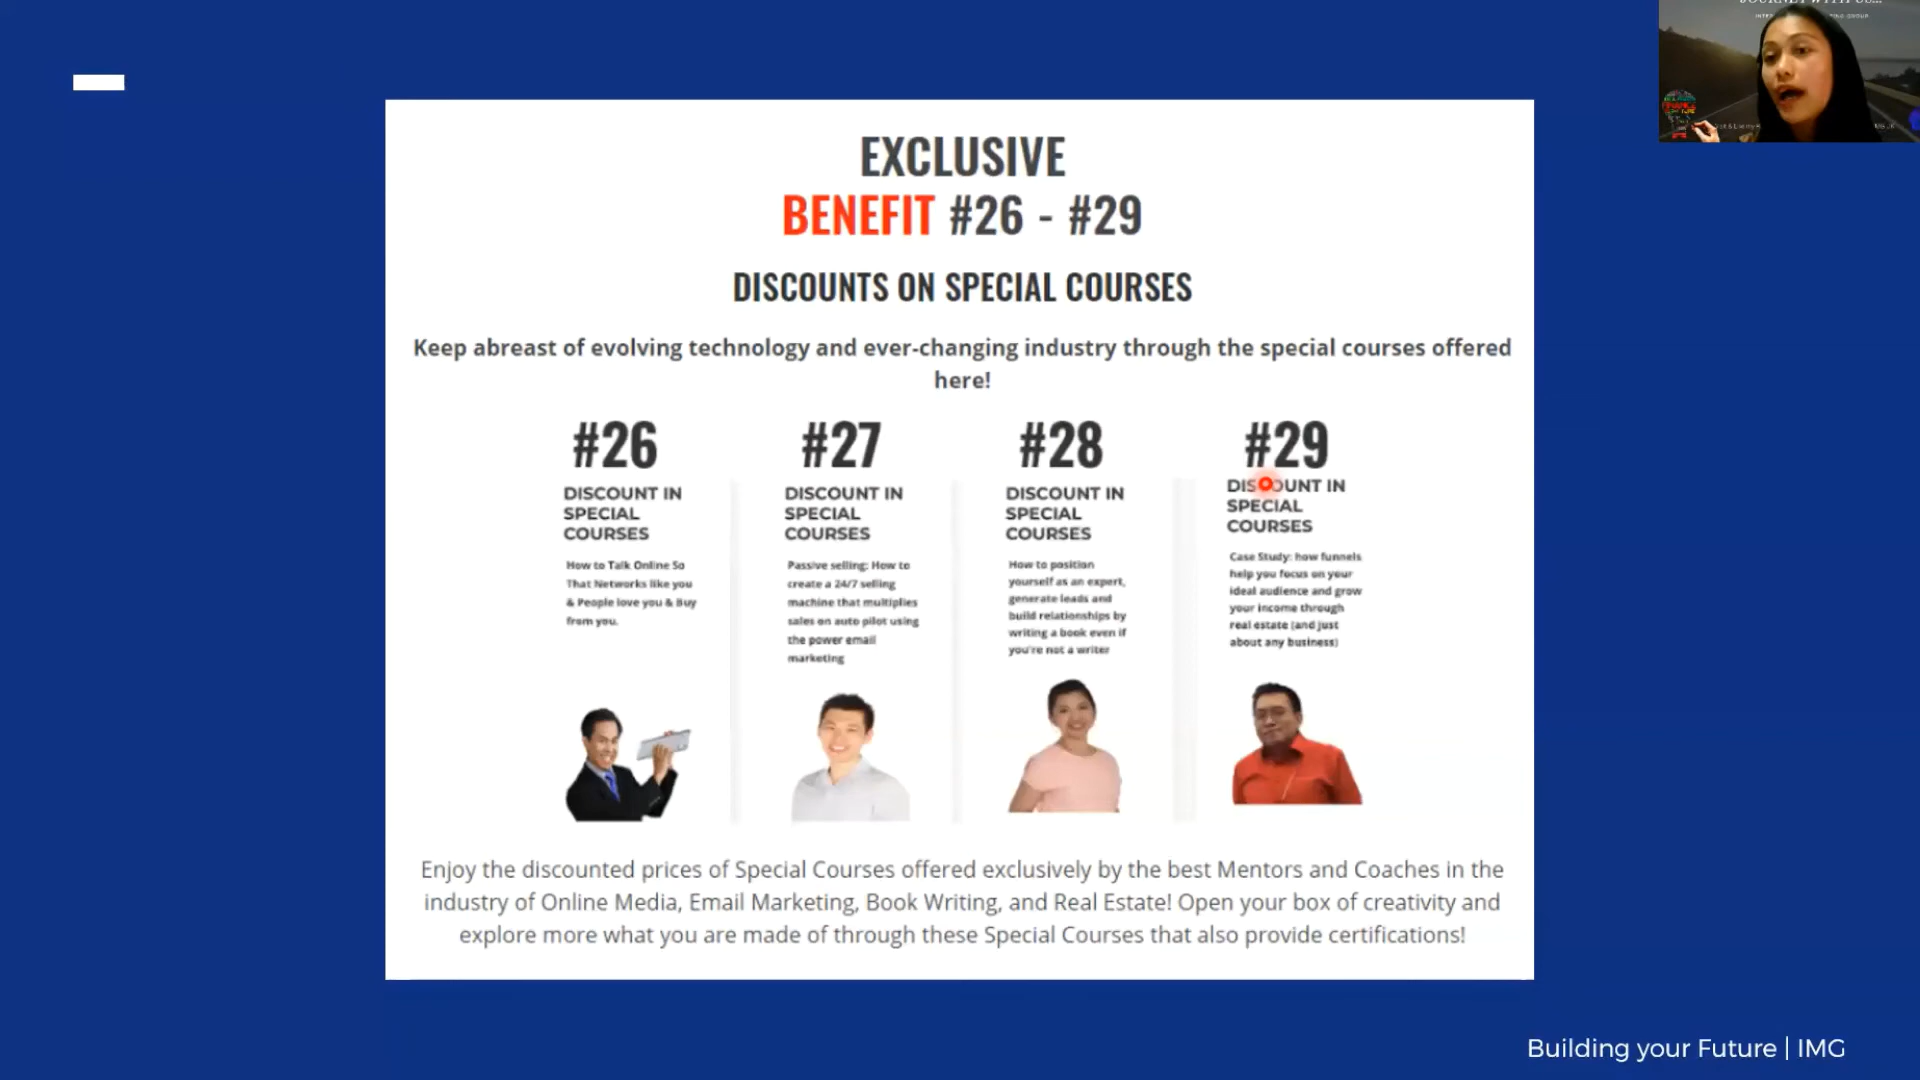 EXCLUSIVE
BENEFIT #26 - #29
DISCOUNTS ON SPECIAL COURSES
Keep abreast of evolving technology and ever-changing industry through the special courses offered
here!
#26
DISCOUNT IN
SPECIAL
COURSES
How to Talk Online So
That Networks like you
& People love you & Buy
from you.
#27
DISCOUNT IN
SPECIAL
COURSES
Passive selling: How to
create a 24/7 selling
machine that multiplies
sales on auto pilot using
the power email
marketing
#28
DISCOUNT IN
SPECIAL
COURSES
How to position
yourself as an expert,
generate leads and
build relationships by
writing a book even if
you're not a writer
#29
DISCOUNT IN
SPECIAL
COURSES
Case Study: how funnels
help you focus on your
ideal audience and grow
your income through
real estate (and just
about any business)
Enjoy the discounted prices of Special Courses offered exclusively by the best Mentors and Coaches in the
industry of Online Media, Email Marketing, Book Writing, and Real Estate! Open your box of creativity and
explore more what you are made of through these Special Courses that also provide certifications!
Building your Future | IMG